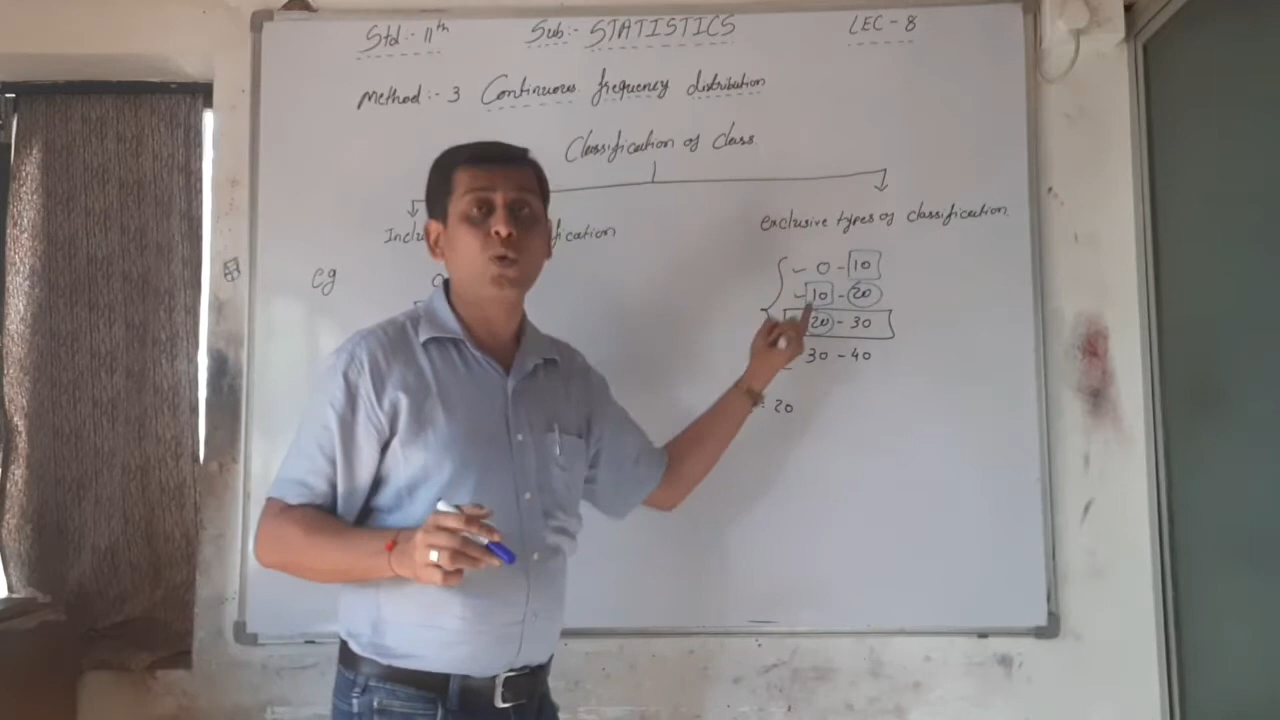 Std:- 11th Sub:- STATISTICS LEC-8
Method:- 3 Continuous frequency distribution
Classification of class.
exclusive types of classification.
eg
0 - 10
10 - 20
20 - 30
30 - 40
20